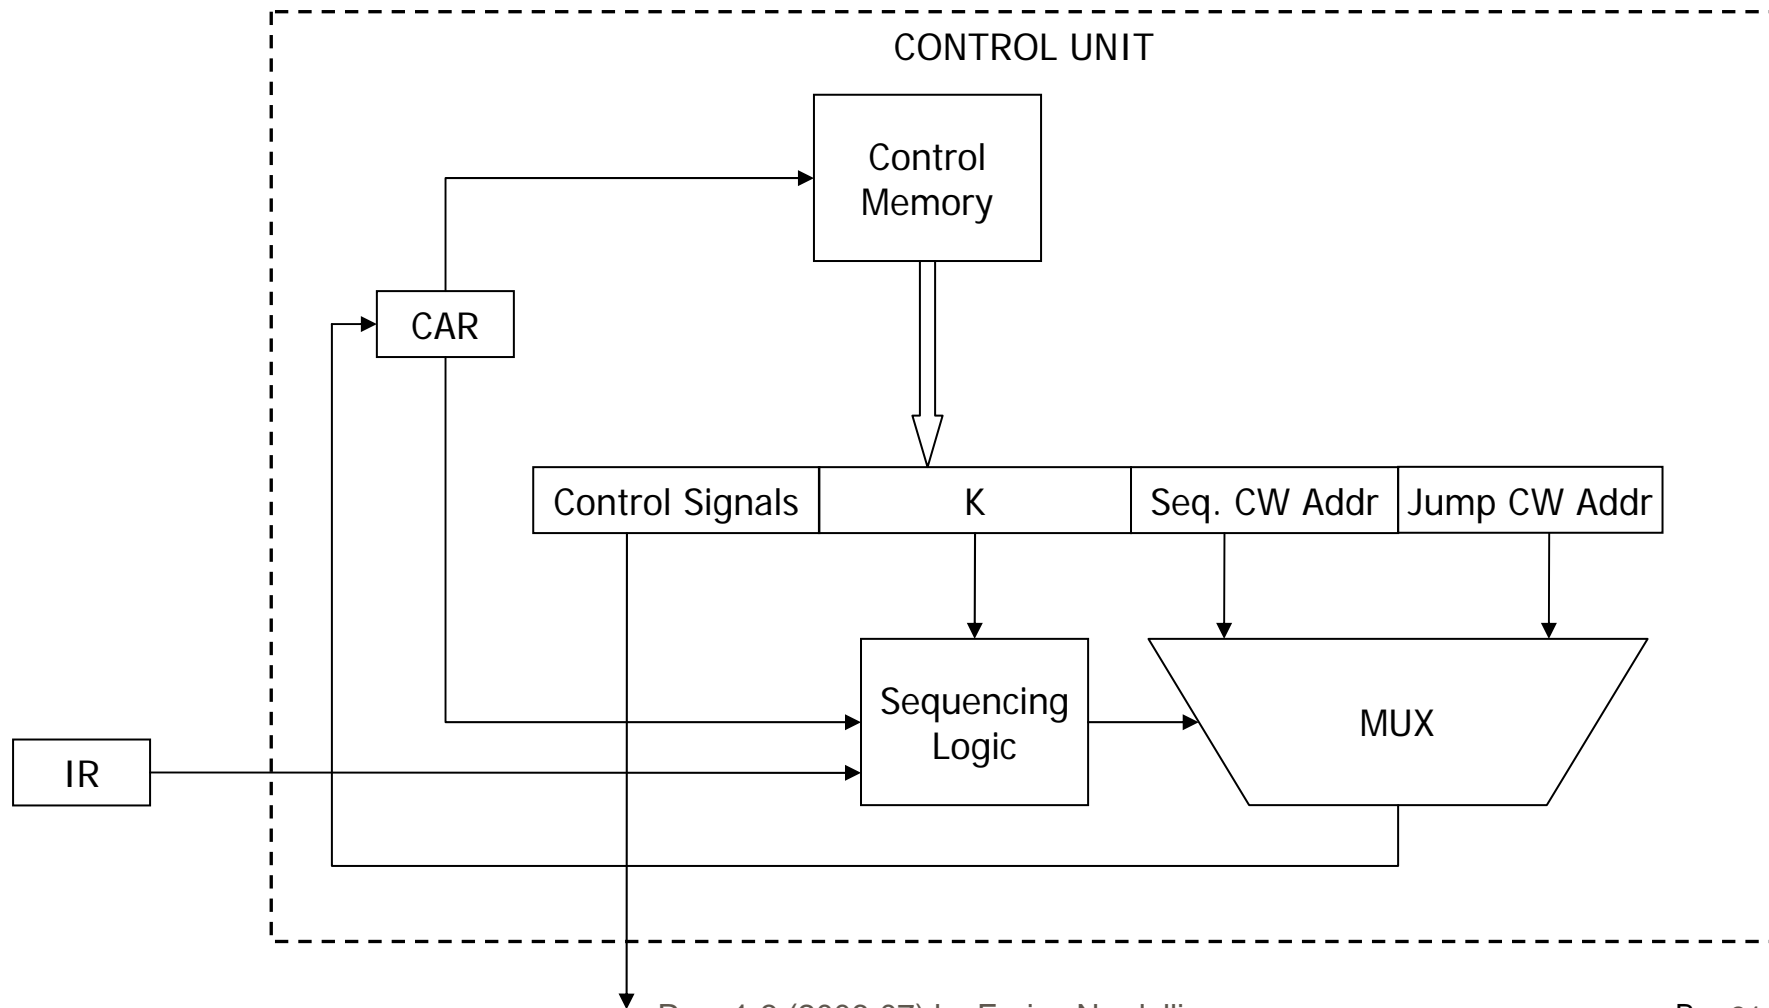 CONTROL UNIT
Control
Memory
CAR
Control Signals
K
Seq. CW Addr
Jump CW Addr
Sequencing
Logic
MUX
IR